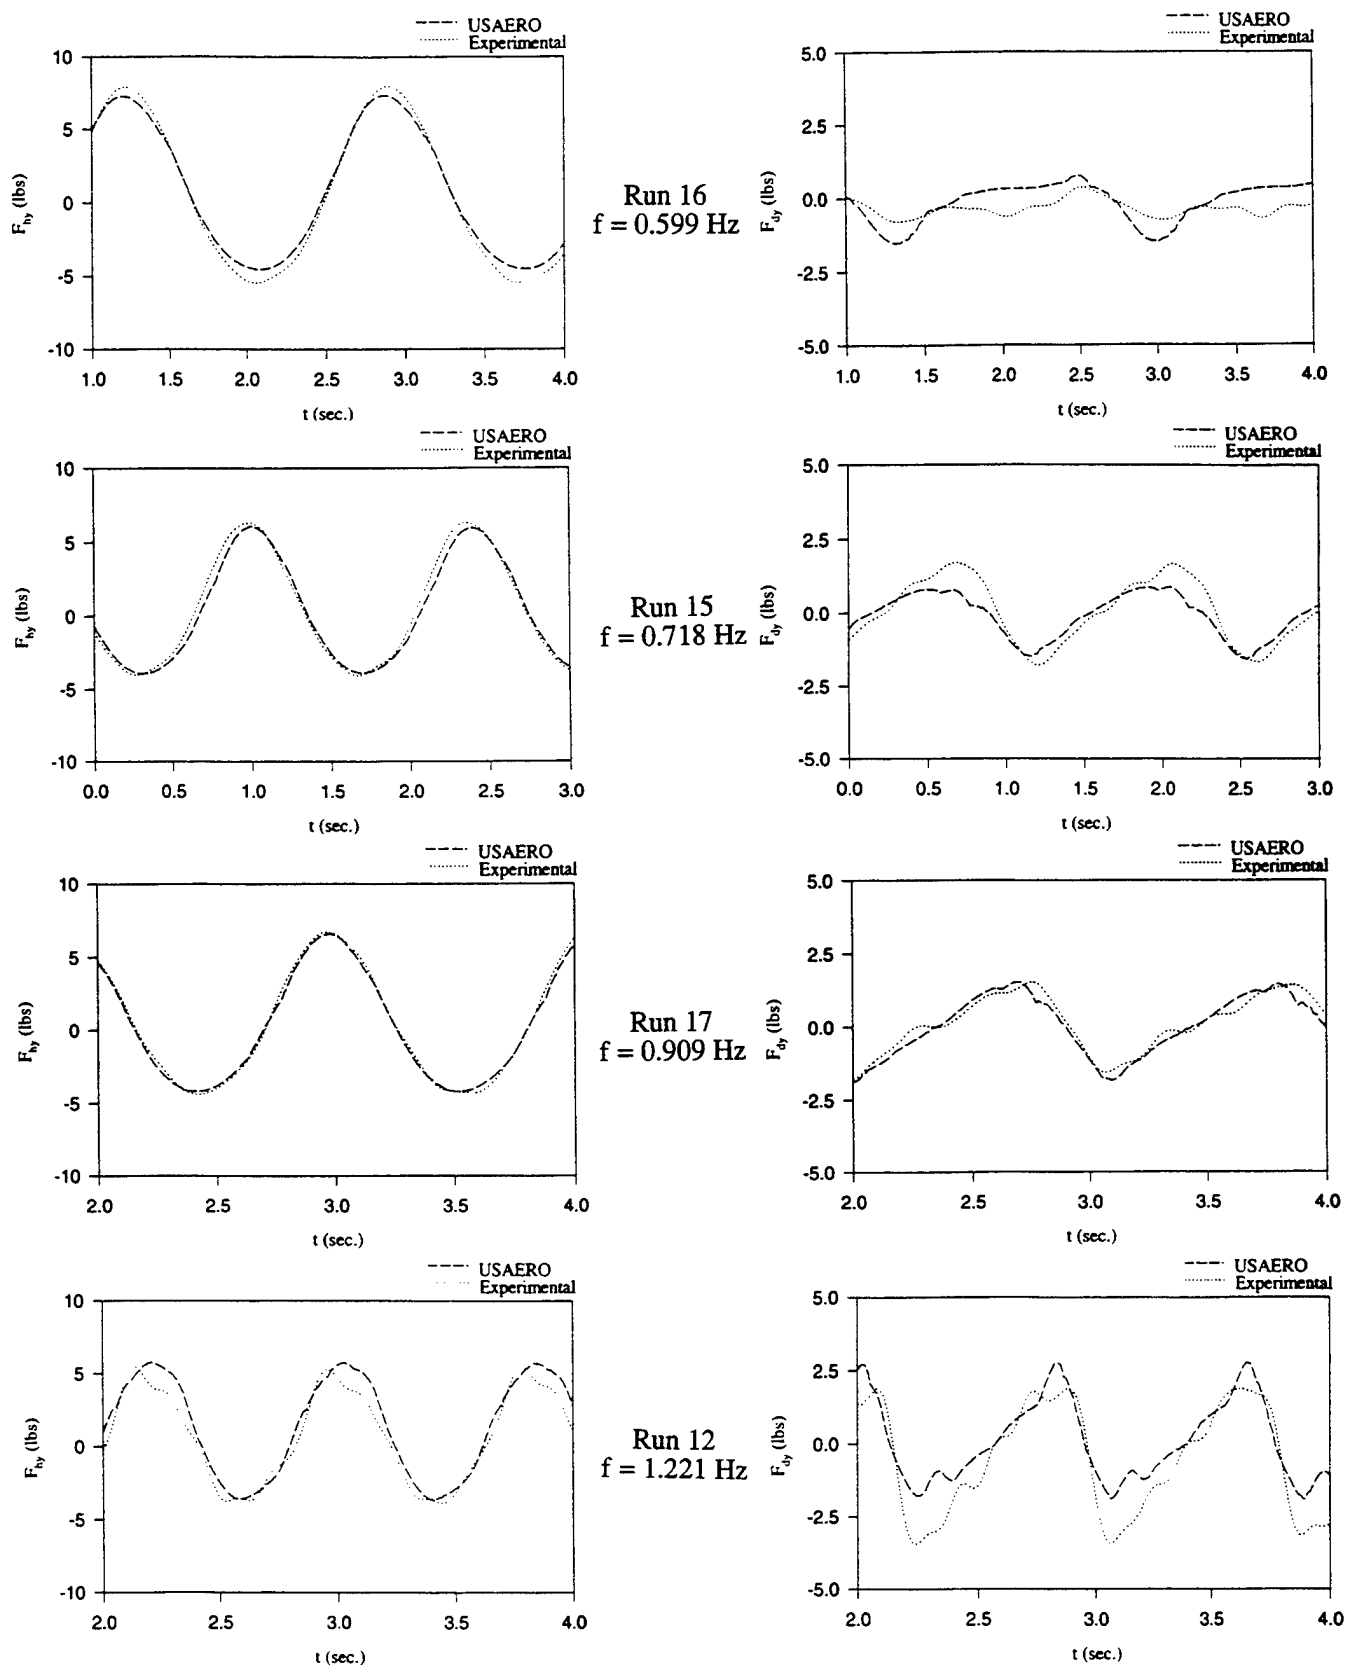 USAERO
Experimental
10
5
0
-5
-10
F_hy (lbs)
1.0 1.5 2.0 2.5 3.0 3.5 4.0
t (sec.)
Run 16
f = 0.599 Hz
USAERO
Experimental
5.0
2.5
0.0
-2.5
-5.0
F_dy (lbs)
1.0 1.5 2.0 2.5 3.0 3.5 4.0
t (sec.)
USAERO
Experimental
10
5
0
-5
-10
F_hy (lbs)
0.0 0.5 1.0 1.5 2.0 2.5 3.0
t (sec.)
Run 15
f = 0.718 Hz
USAERO
Experimental
5.0
2.5
0.0
-2.5
-5.0
F_dy (lbs)
0.0 0.5 1.0 1.5 2.0 2.5 3.0
t (sec.)
USAERO
Experimental
10
5
0
-5
-10
F_hy (lbs)
2.0 2.5 3.0 3.5 4.0
t (sec.)
Run 17
f = 0.909 Hz
USAERO
Experimental
5.0
2.5
0.0
-2.5
-5.0
F_dy (lbs)
2.0 2.5 3.0 3.5 4.0
t (sec.)
USAERO
Experimental
10
5
0
-5
-10
F_hy (lbs)
2.0 2.5 3.0 3.5 4.0
t (sec.)
Run 12
f = 1.221 Hz
USAERO
Experimental
5.0
2.5
0.0
-2.5
-5.0
F_dy (lbs)
2.0 2.5 3.0 3.5 4.0
t (sec.)